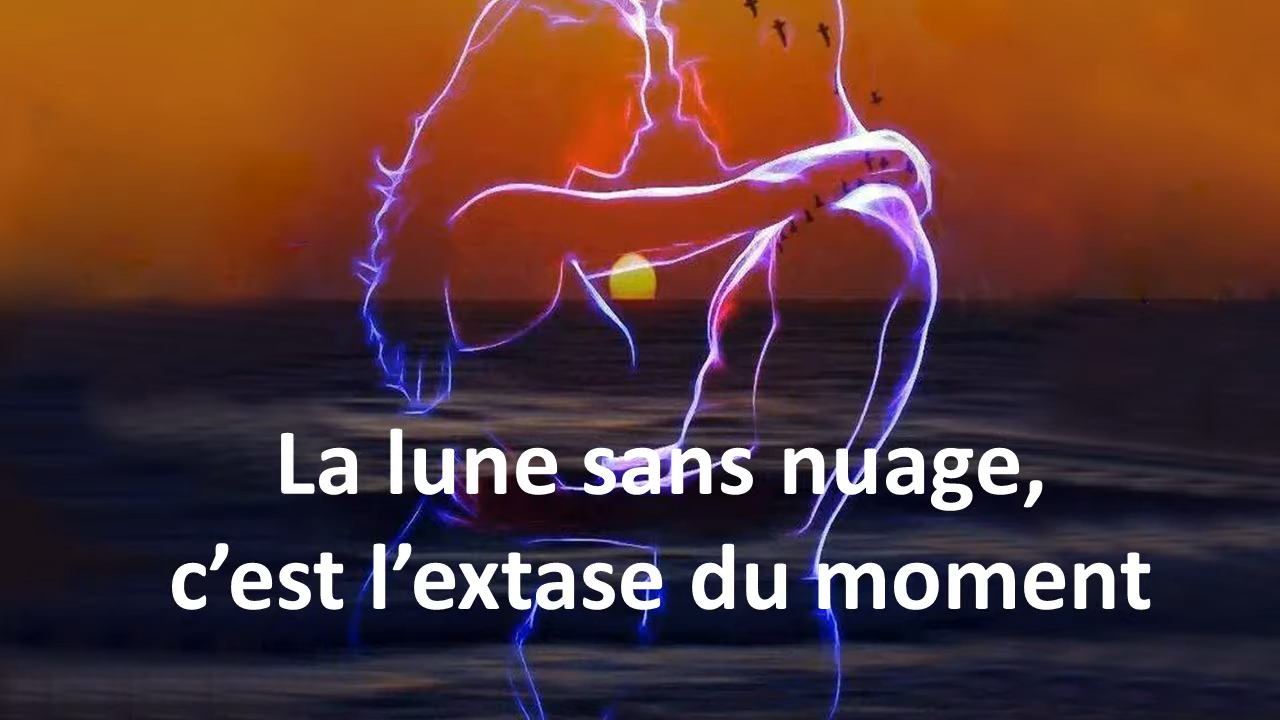 La lune sans nuage,
c’est l’extase du moment